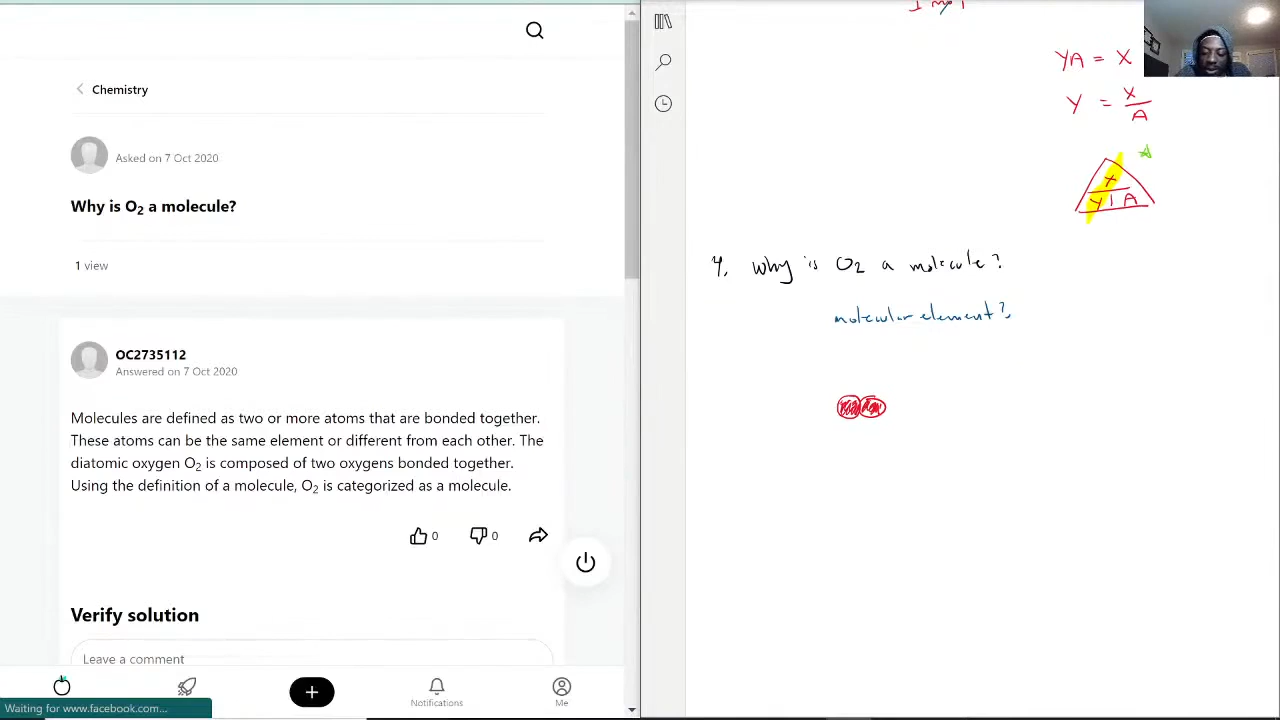 Chemistry
Asked on 7 Oct 2020
Why is O₂ a molecule?
1 view
OC2735112
Answered on 7 Oct 2020
Molecules are defined as two or more atoms that are bonded together.
These atoms can be the same element or different from each other. The
diatomic oxygen O₂ is composed of two oxygens bonded together.
Using the definition of a molecule, O₂ is categorized as a molecule.
0
0
Verify solution
Leave a comment
Notifications
Me
Waiting for www.facebook.com...
YA = X
Y = X/A
X
Y | A
4. Why is O₂ a molecule?
molecular element?